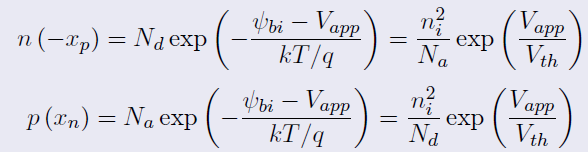 n (−x_p) = N_d exp (− (ψ_bi − V_app) / (kT/q)) = (n_i^2 / N_a) exp (V_app / V_th)
p (x_n) = N_a exp (− (ψ_bi − V_app) / (kT/q)) = (n_i^2 / N_d) exp (V_app / V_th)